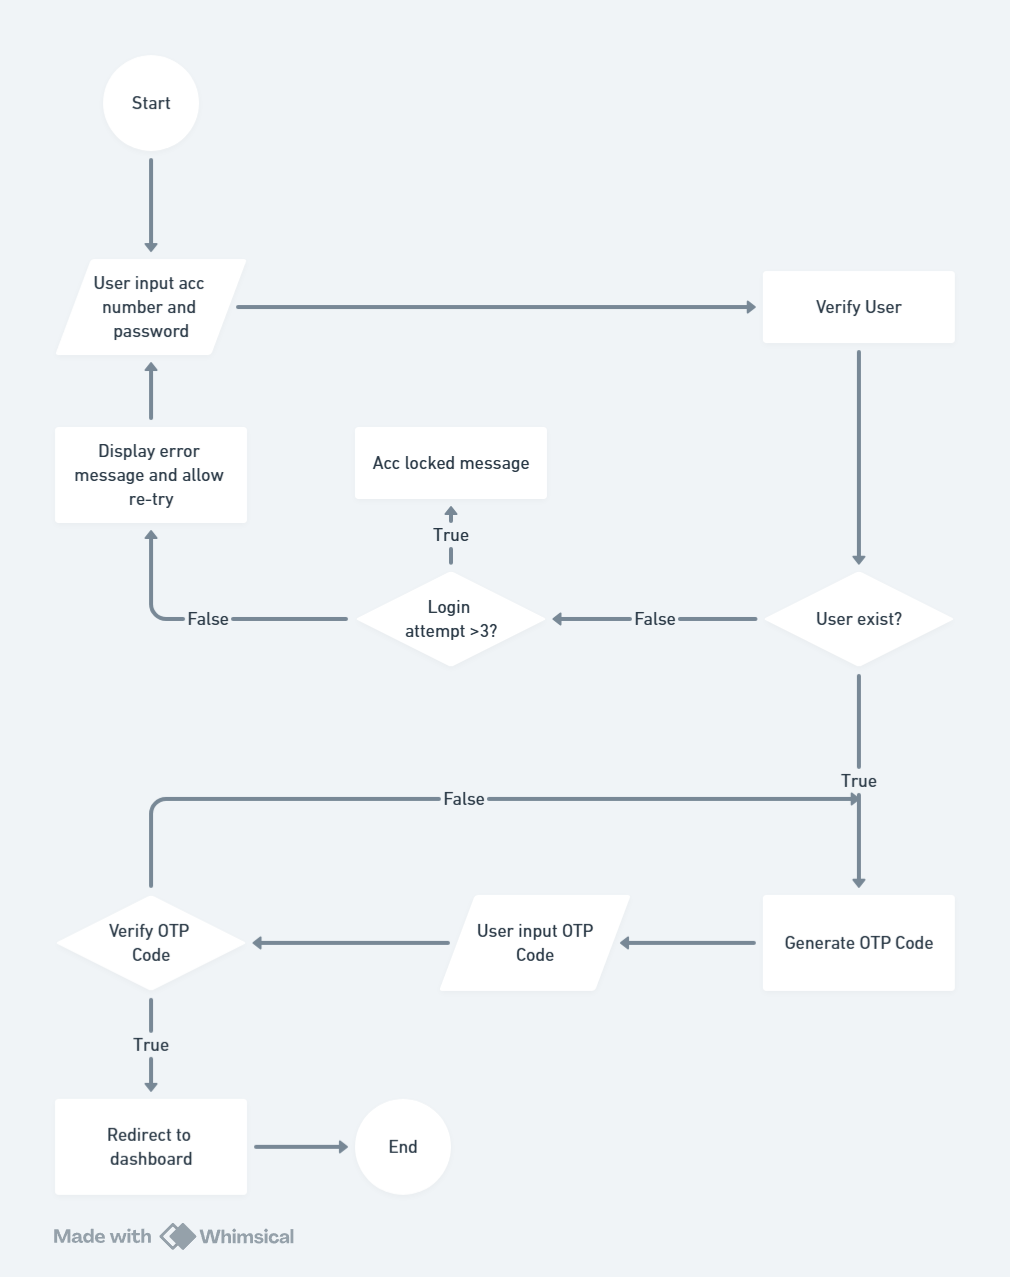 Start
User input acc
number and
password
Verify User
Display error
message and allow
re-try
Acc locked message
True
Login
attempt >3?
False
False
User exist?
True
False
Verify OTP
Code
User input OTP
Code
Generate OTP Code
True
Redirect to
dashboard
End
Made with Whimsical